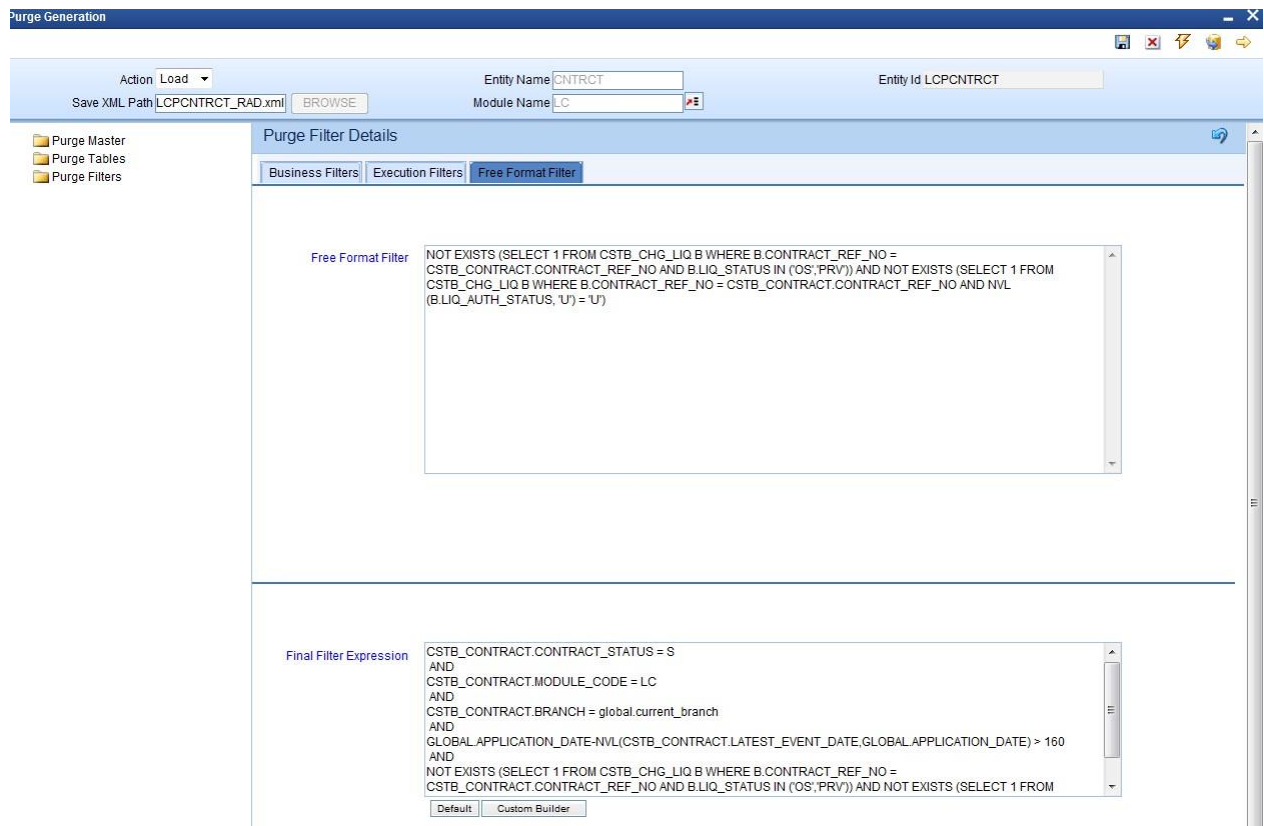 Purge Generation
Action Load
Entity Name CNTRCT
Entity Id LCPCNTRCT
Save XML Path LCPCNTRCT_RAD.xml BROWSE
Module Name LC
Purge Master
Purge Tables
Purge Filters
Purge Filter Details
Business Filters Execution Filters Free Format Filter
Free Format Filter
NOT EXISTS (SELECT 1 FROM CSTB_CHG_LIQ B WHERE B.CONTRACT_REF_NO =
CSTB_CONTRACT.CONTRACT_REF_NO AND B.LIQ_STATUS IN ('OS','PRV')) AND NOT EXISTS (SELECT 1 FROM
CSTB_CHG_LIQ B WHERE B.CONTRACT_REF_NO = CSTB_CONTRACT.CONTRACT_REF_NO AND NVL
(B.LIQ_AUTH_STATUS, 'U') = 'U')
Final Filter Expression
CSTB_CONTRACT.CONTRACT_STATUS = S
AND
CSTB_CONTRACT.MODULE_CODE = LC
AND
CSTB_CONTRACT.BRANCH = global.current_branch
AND
GLOBAL.APPLICATION_DATE-NVL(CSTB_CONTRACT.LATEST_EVENT_DATE,GLOBAL.APPLICATION_DATE) > 160
AND
NOT EXISTS (SELECT 1 FROM CSTB_CHG_LIQ B WHERE B.CONTRACT_REF_NO =
CSTB_CONTRACT.CONTRACT_REF_NO AND B.LIQ_STATUS IN ('OS','PRV')) AND NOT EXISTS (SELECT 1 FROM
Default Custom Builder